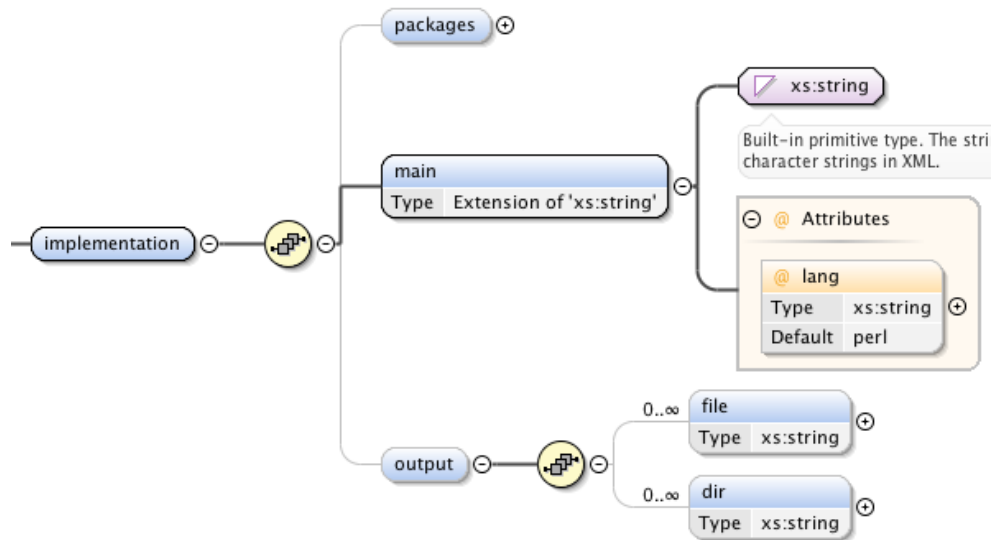 packages
xs:string
Built-in primitive type. The stri
character strings in XML.
main
Type Extension of 'xs:string'
@ Attributes
implementation
@ lang
Type xs:string
Default perl
0..∞ file
Type xs:string
output
0..∞ dir
Type xs:string